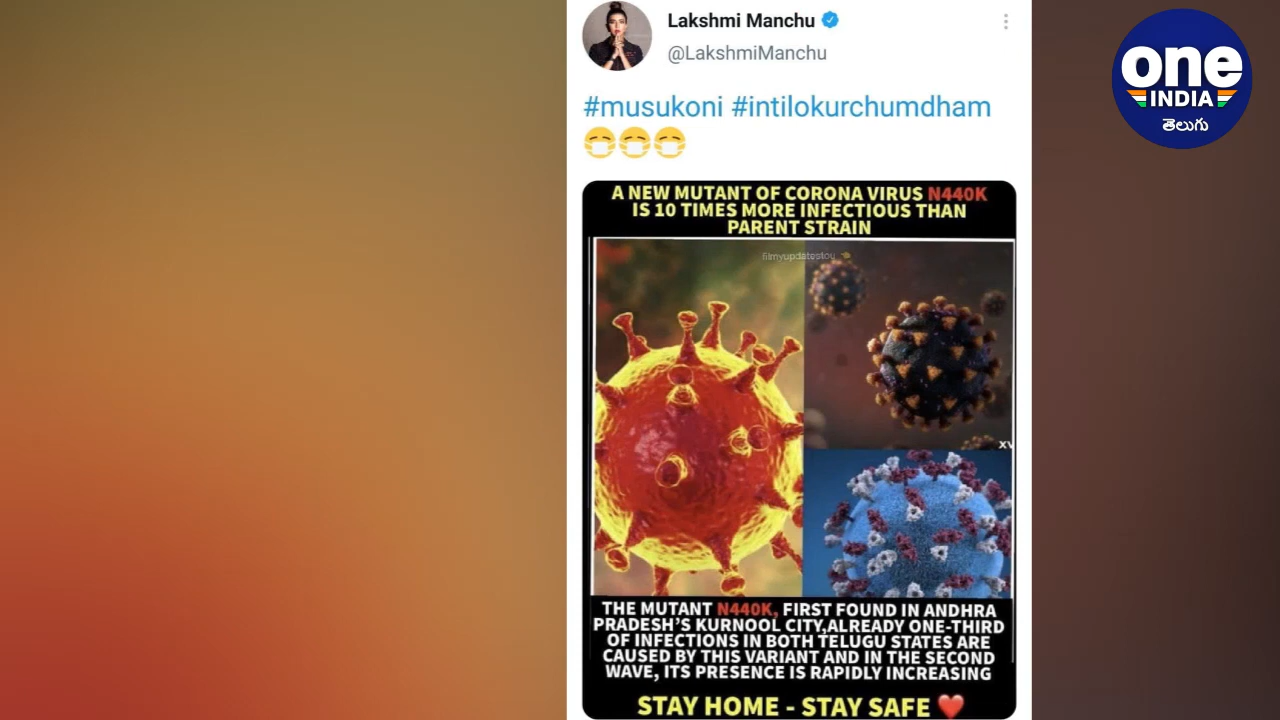 Lakshmi Manchu
@LakshmiManchu
#musukoni #intilokurchumdham
A NEW MUTANT OF CORONA VIRUS N440K
IS 10 TIMES MORE INFECTIOUS THAN
PARENT STRAIN
filmyupdatestou
XV
THE MUTANT N440K, FIRST FOUND IN ANDHRA
PRADESH'S KURNOOL CITY,ALREADY ONE-THIRD
OF INFECTIONS IN BOTH TELUGU STATES ARE
CAUSED BY THIS VARIANT AND IN THE SECOND
WAVE, ITS PRESENCE IS RAPIDLY INCREASING
STAY HOME - STAY SAFE
one
INDIA
తెలుగు